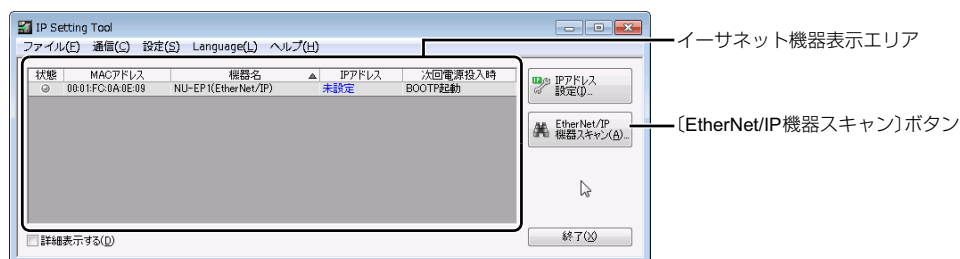 IP Setting Tool
ファイル(F) 通信(C) 設定(S) Language(L) ヘルプ(H)
イーサネット機器表示エリア
状態 MACアドレス 機器名 IPアドレス 次回電源投入時
00:01:FC:0A:0E:09 NU-EP1(EtherNet/IP) 未設定 BOOTP起動
IPアドレス
設定(I)...
EtherNet/IP
機器スキャン(A)...
〔EtherNet/IP機器スキャン〕ボタン
詳細表示する(D)
終了(X)